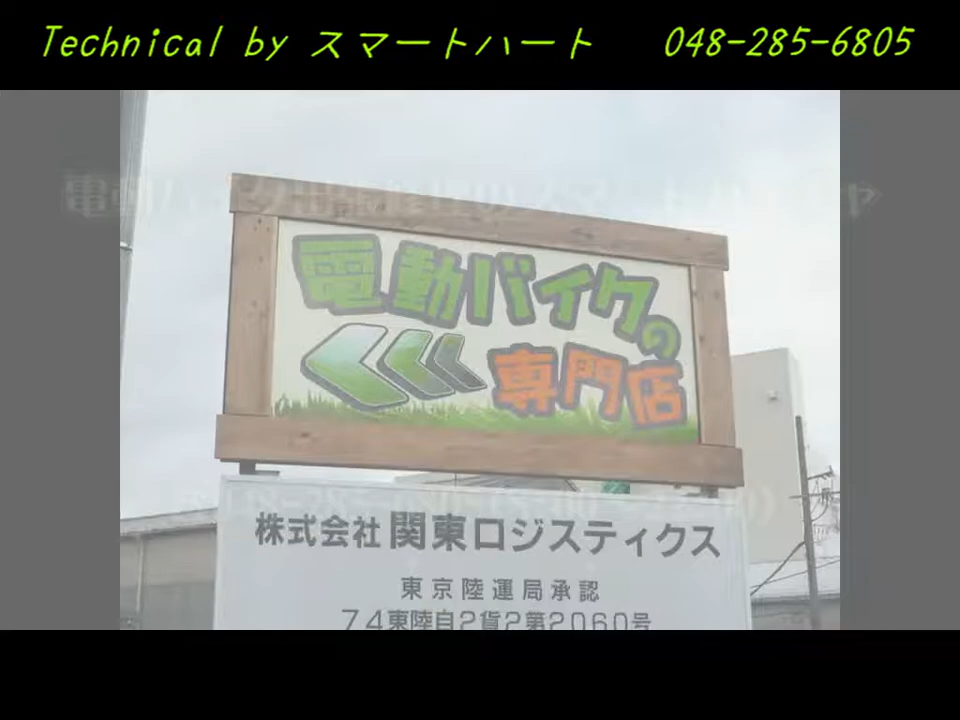 Technical by スマートハート 048-285-6805
電動バイクの
専門店
株式会社 関東ロジスティクス
東京陸運局承認
74東陸自2貨2第2060号